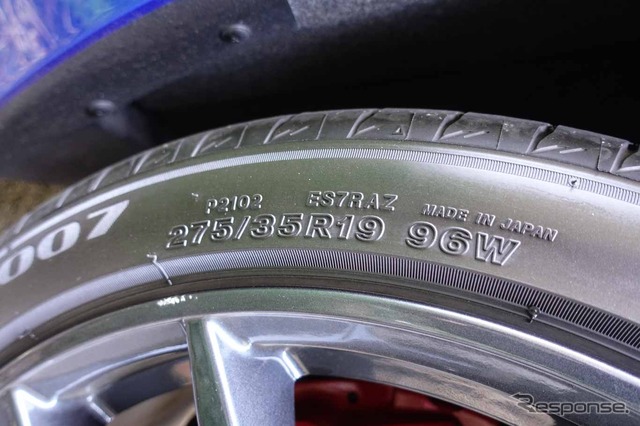 P2102 ES7RAZ MADE IN JAPAN
007 275/35R19 96W
Response.